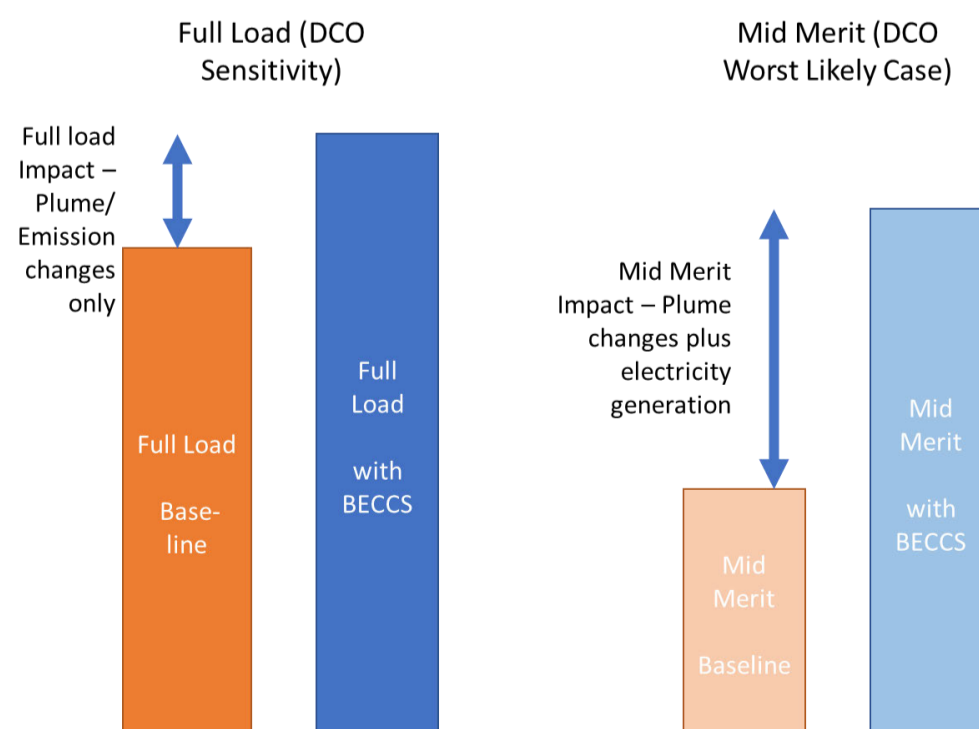 Full Load (DCO
Sensitivity)
Mid Merit (DCO
Worst Likely Case)
Full load
Impact –
Plume/
Emission
changes
only
Full Load
Base-
line
Full
Load
with
BECCS
Mid Merit
Impact – Plume
changes plus
electricity
generation
Mid
Merit
Baseline
Mid
Merit
with
BECCS